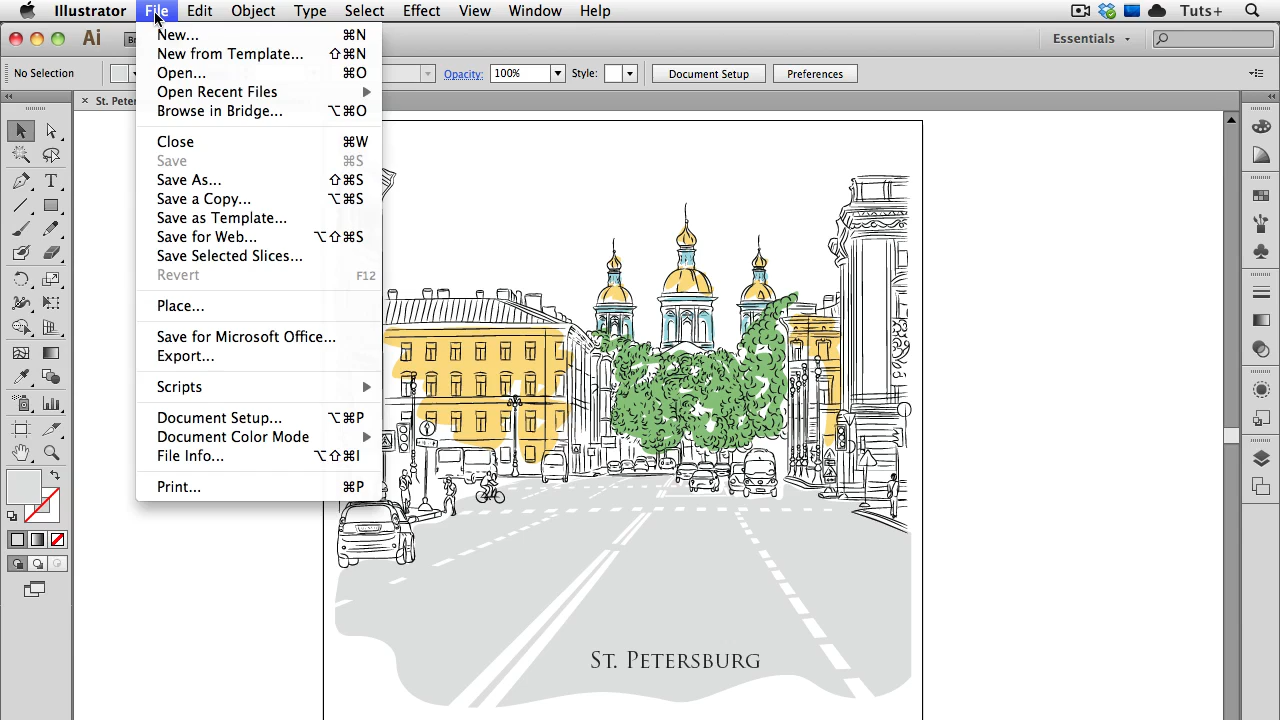 Illustrator File Edit Object Type Select Effect View Window Help Tuts+
Ai Br Essentials
No Selection Opacity: 100% Style: Document Setup Preferences
× St. Peter
New... ⌘N
New from Template... ⇧⌘N
Open... ⌘O
Open Recent Files
Browse in Bridge... ⌥⌘O
Close ⌘W
Save ⌘S
Save As... ⇧⌘S
Save a Copy... ⌥⌘S
Save as Template...
Save for Web... ⌥⇧⌘S
Save Selected Slices...
Revert F12
Place...
Save for Microsoft Office...
Export...
Scripts
Document Setup... ⌥⌘P
Document Color Mode
File Info... ⌥⇧⌘I
Print... ⌘P
St. Petersburg